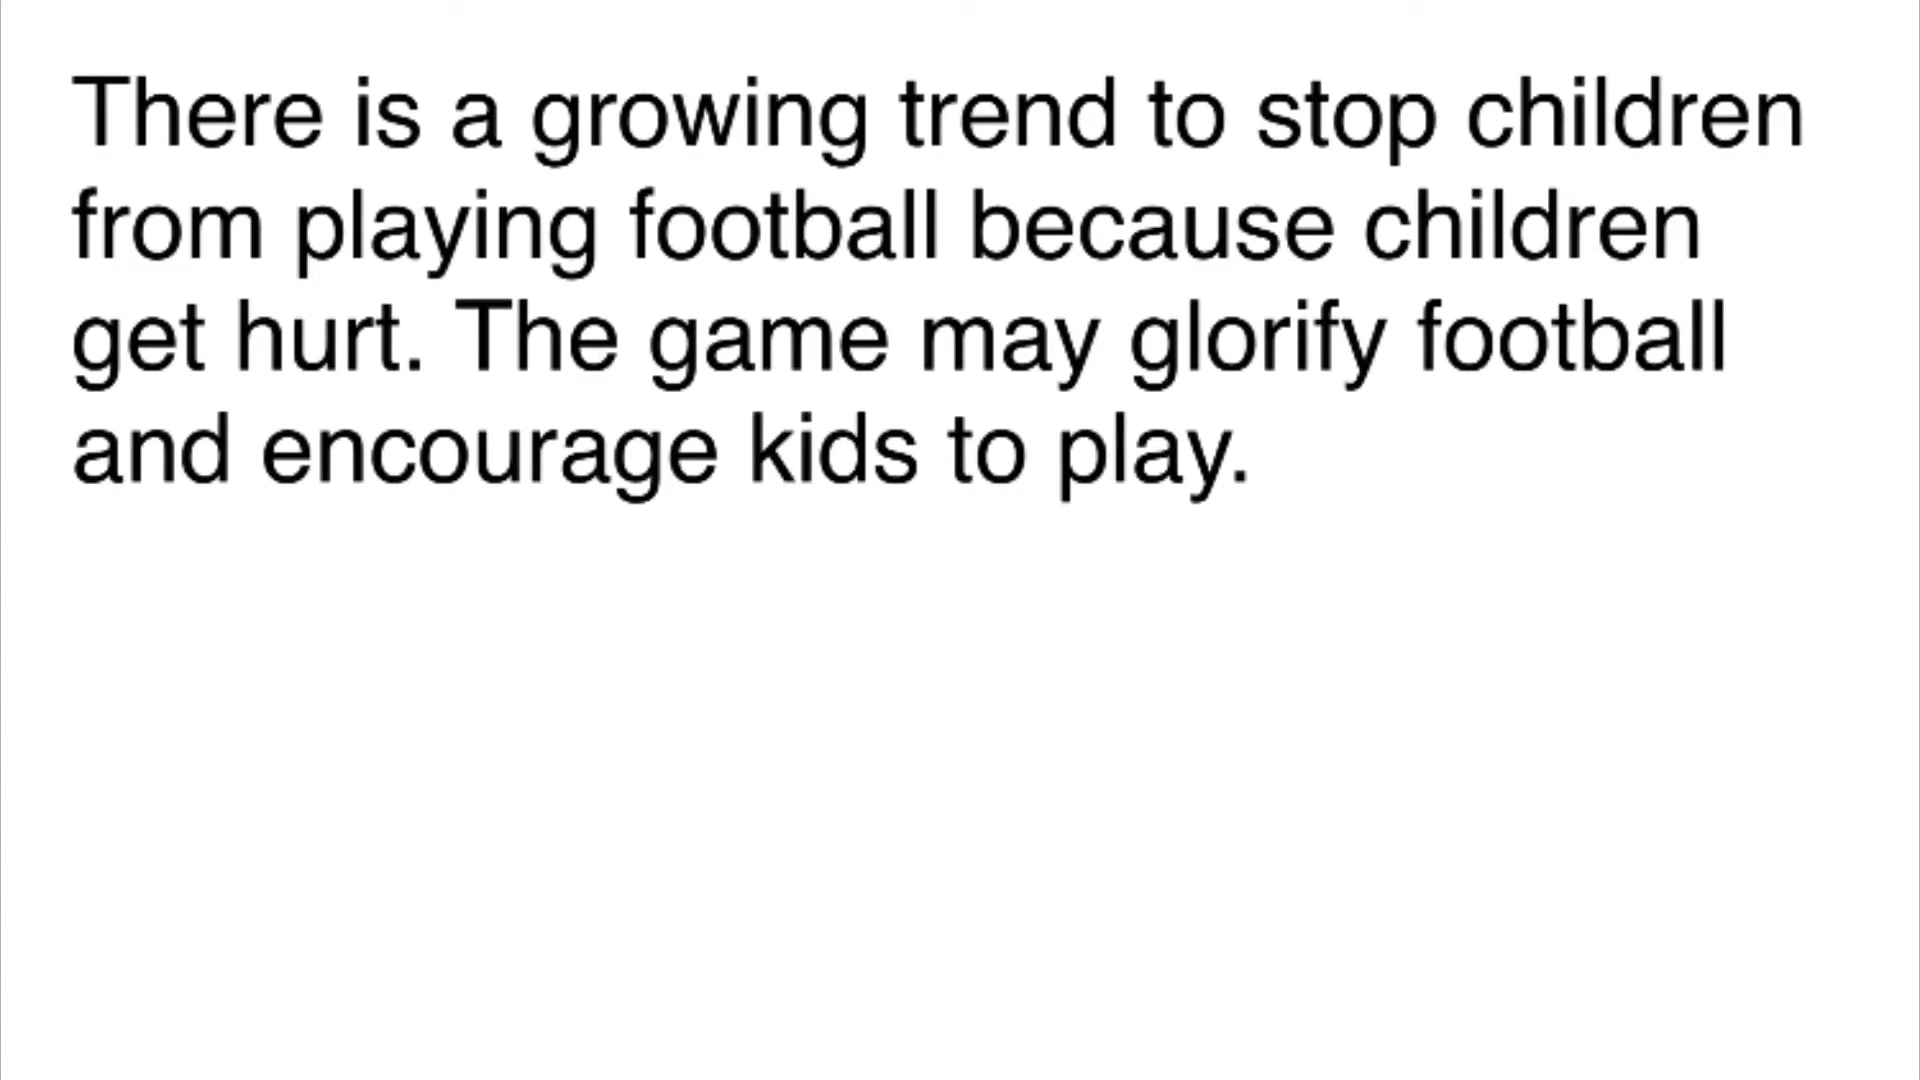 There is a growing trend to stop children
from playing football because children
get hurt. The game may glorify football
and encourage kids to play.